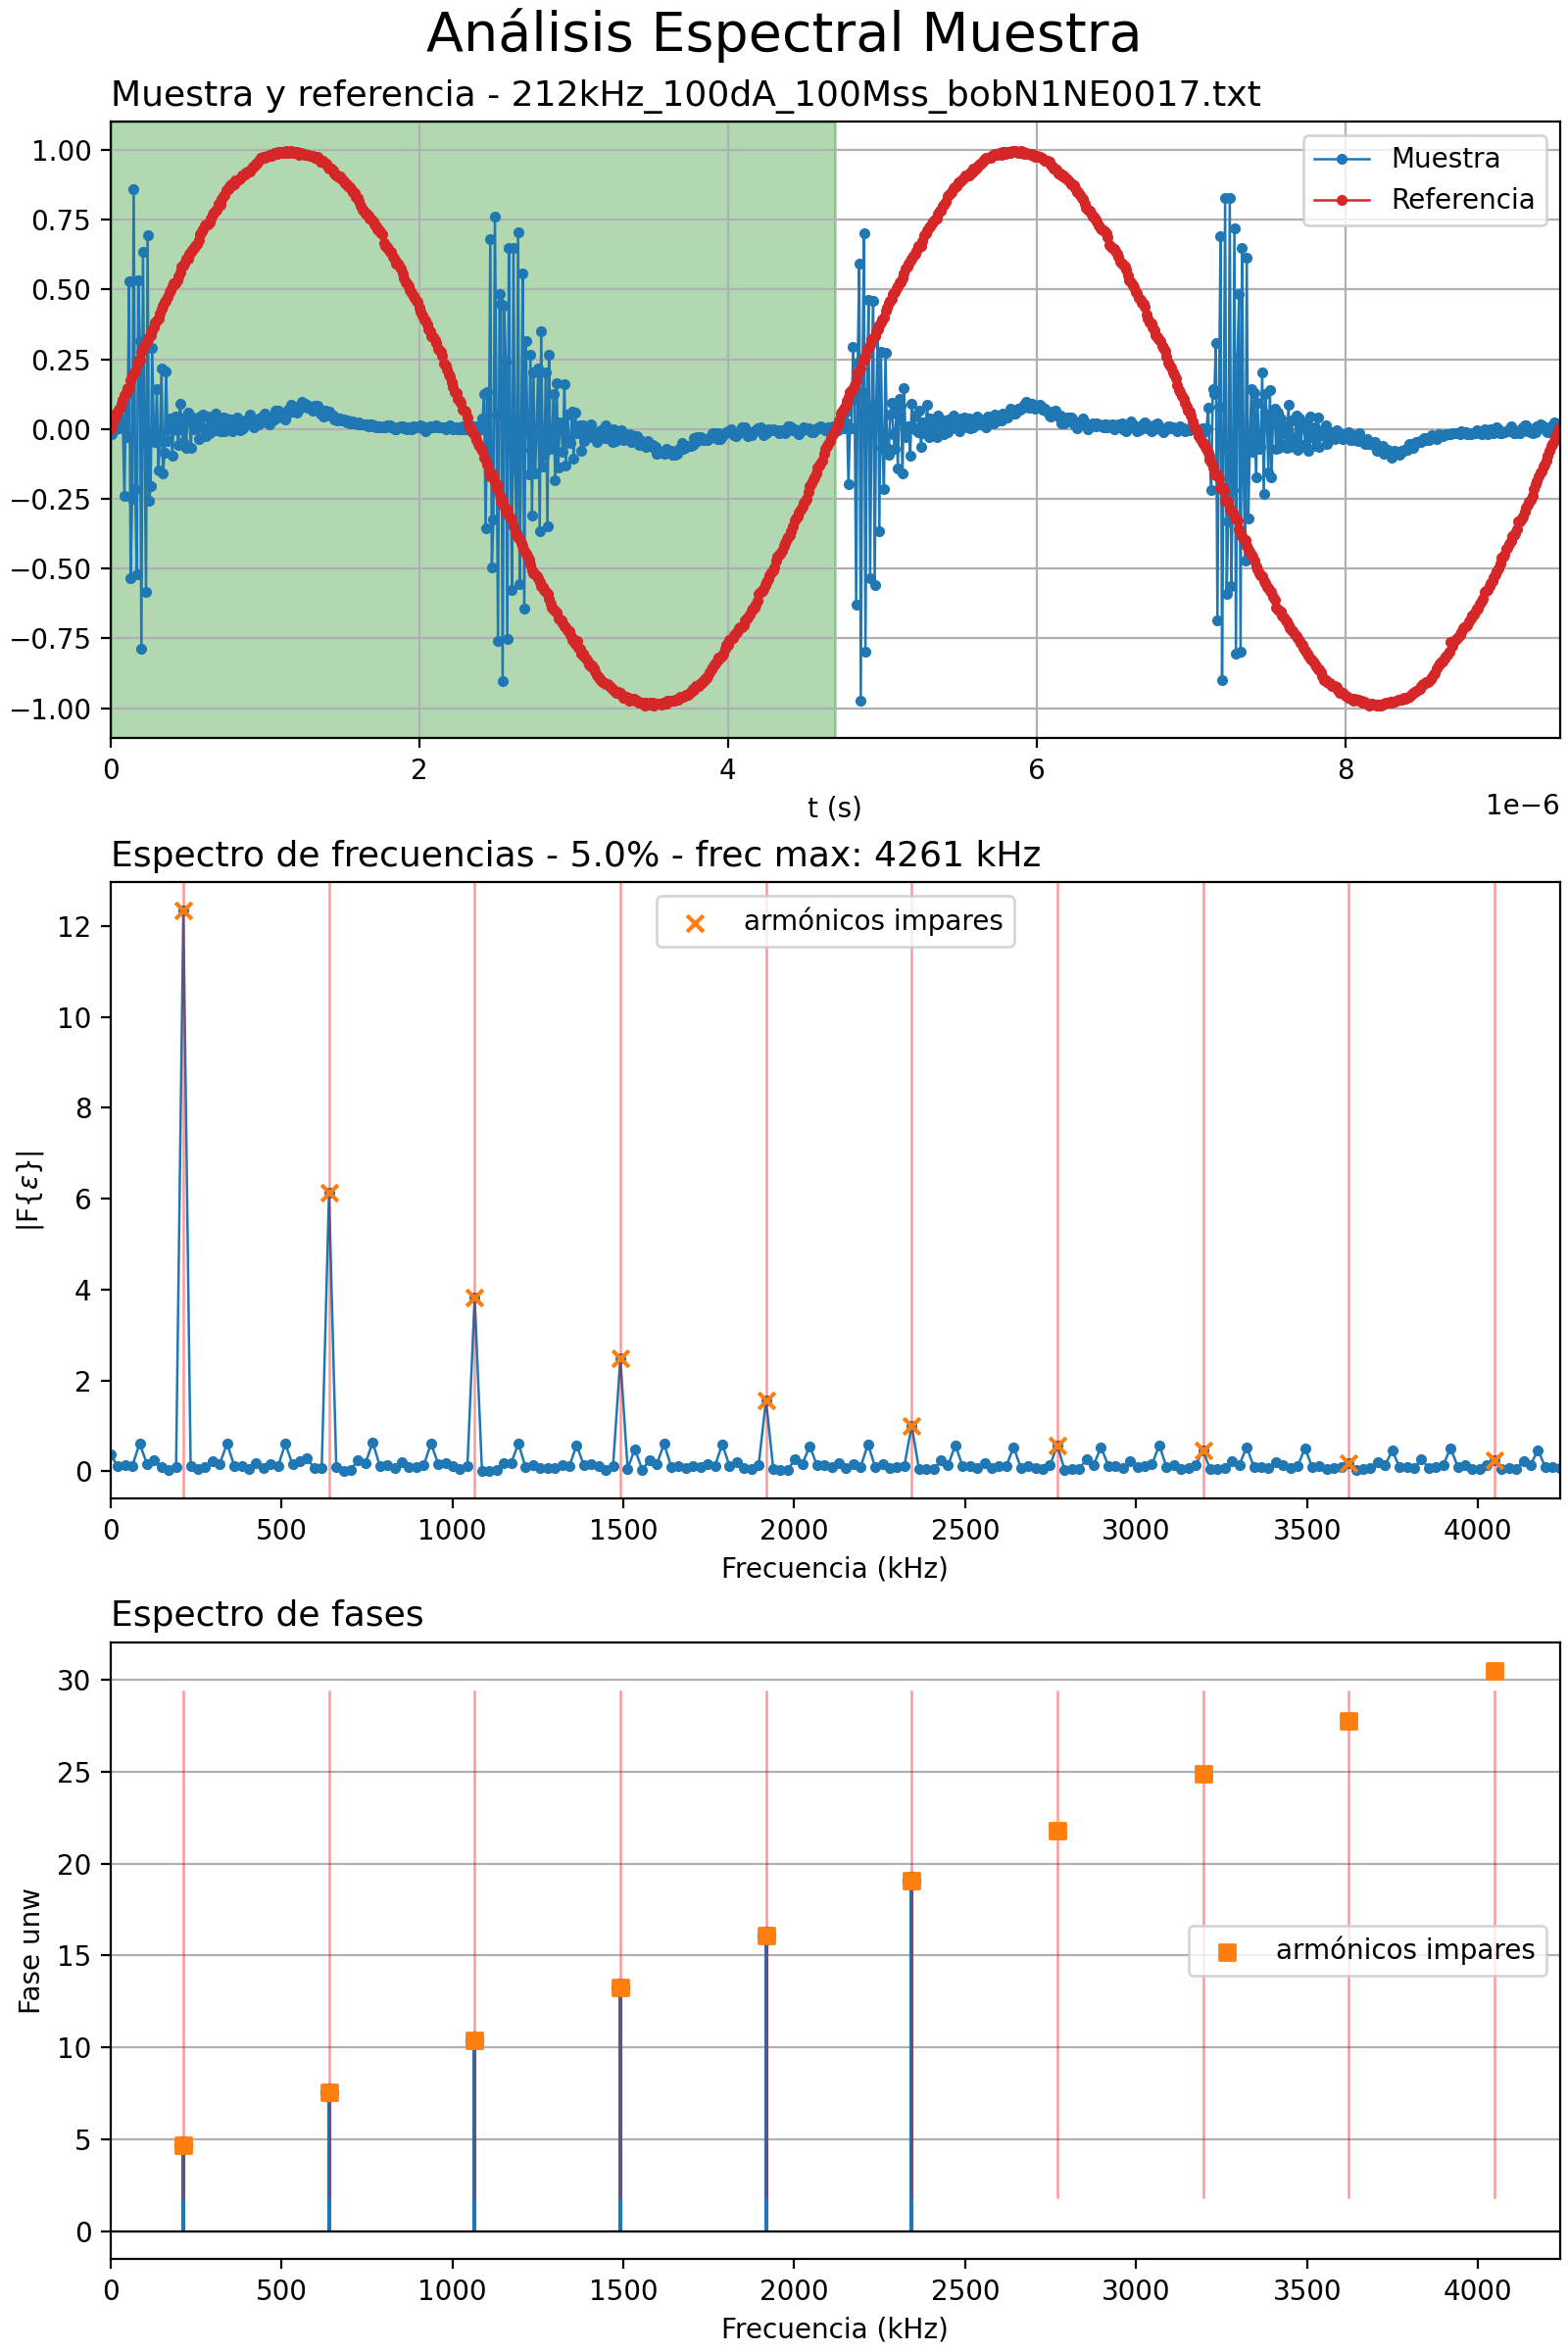 Análisis Espectral Muestra
Muestra y referencia - 212kHz_100dA_100Mss_bobN1NE0017.txt
1.00
0.75
0.50
0.25
0.00
−0.25
−0.50
−0.75
−1.00
Muestra
Referencia
0 2 4 6 8
1e−6
t (s)
Espectro de frecuencias - 5.0% - frec max: 4261 kHz
armónicos impares
12
10
8
6
4
2
0
|F{ε}|
0 500 1000 1500 2000 2500 3000 3500 4000
Frecuencia (kHz)
Espectro de fases
30
25
20
15
10
5
0
Fase unw
armónicos impares
0 500 1000 1500 2000 2500 3000 3500 4000
Frecuencia (kHz)